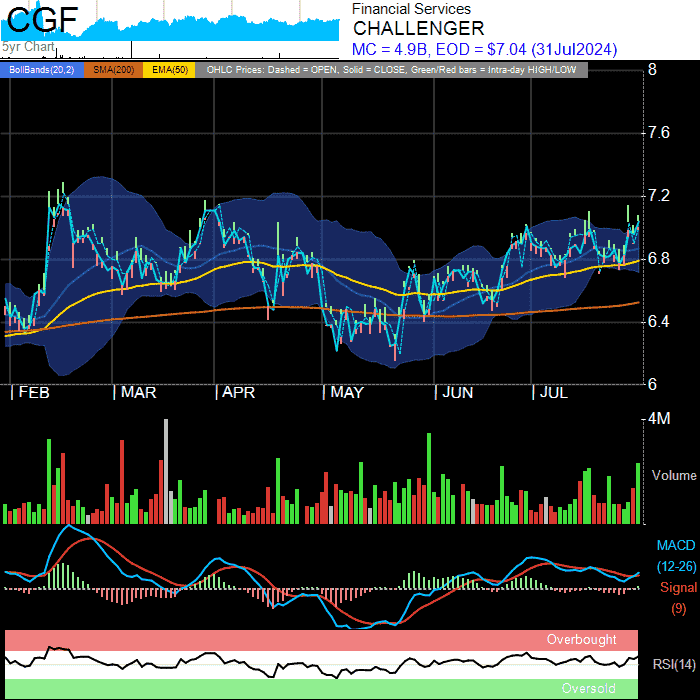 CGF
5yr Chart
Financial Services
CHALLENGER
MC = 4.9B, EOD = $7.04 (31Jul2024)
BollBands(20,2) SMA(200) EMA(50) OHLC Prices: Dashed = OPEN, Solid = CLOSE, Green/Red bars = Intra-day HIGH/LOW
8
7.6
7.2
6.8
6.4
6
FEB MAR APR MAY JUN JUL
4M
Volume
MACD
(12-26)
Signal
(9)
Overbought
RSI(14)
Oversold